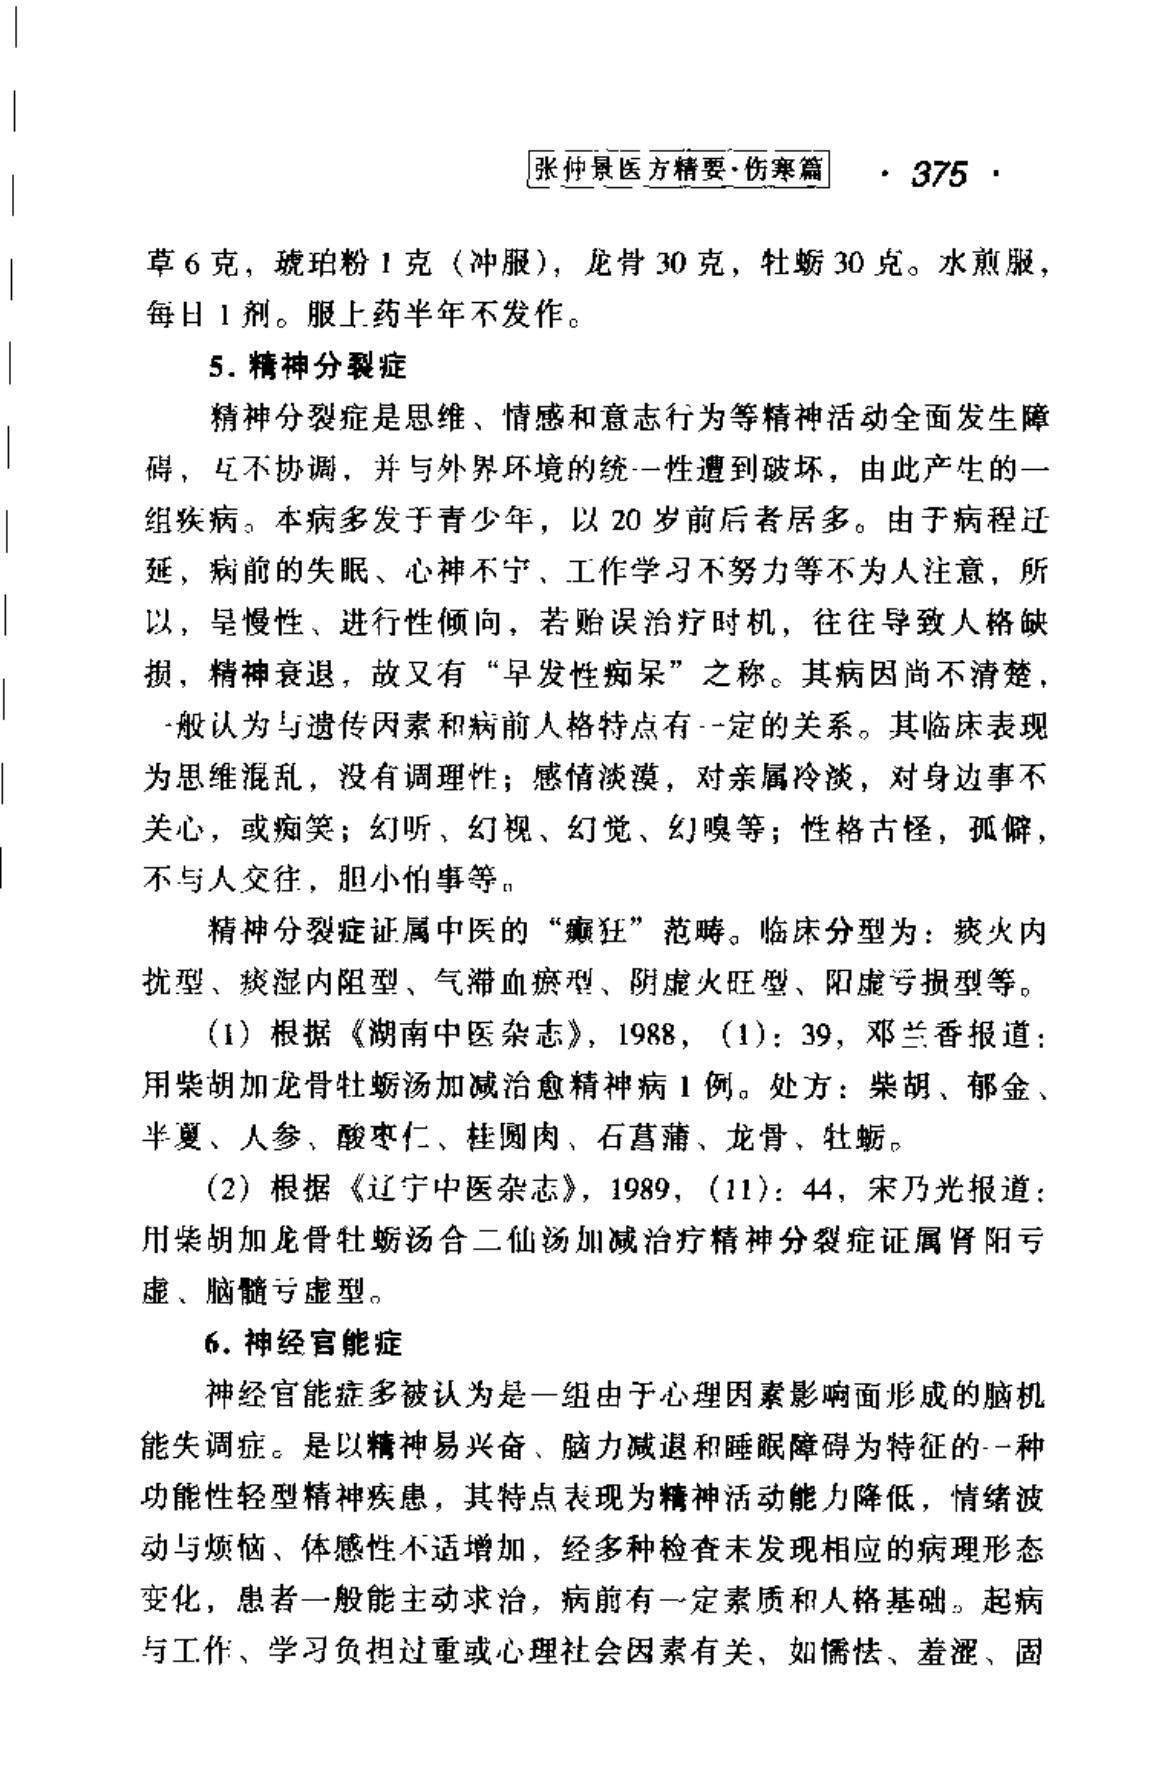 张仲景医方精要·伤寒篇 · 375 ·
草 6 克，琥珀粉 1 克（冲服），龙骨 30 克，牡蛎 30 克。水煎服，
每日 1 剂。服上药半年不发作。
5. 精神分裂症
精神分裂症是思维、情感和意志行为等精神活动全面发生障
碍，互不协调，并与外界环境的统一性遭到破坏，由此产生的一
组疾病。本病多发于青少年，以 20 岁前后者居多。由于病程迁
延，病前的失眠、心神不宁、工作学习不努力等不为人注意，所
以，呈慢性、进行性倾向，若贻误治疗时机，往往导致人格缺
损，精神衰退，故又有“早发性痴呆”之称。其病因尚不清楚，
一般认为与遗传因素和病前人格特点有一定的关系。其临床表现
为思维混乱，没有调理性；感情淡漠，对亲属冷淡，对身边事不
关心，或痴笑；幻听、幻视、幻觉、幻嗅等；性格古怪，孤僻，
不与人交往，胆小怕事等。
精神分裂症证属中医的“癫狂”范畴。临床分型为：痰火内
扰型、痰湿内阻型、气滞血瘀型、阴虚火旺型、阳虚亏损型等。
(1) 根据《湖南中医杂志》，1988，(1)：39，邓兰香报道：
用柴胡加龙骨牡蛎汤加减治愈精神病 1 例。处方：柴胡、郁金、
半夏、人参、酸枣仁、桂圆肉、石菖蒲、龙骨、牡蛎。
(2) 根据《辽宁中医杂志》，1989，(11)：44，宋乃光报道：
用柴胡加龙骨牡蛎汤合二仙汤加减治疗精神分裂症证属肾阳亏
虚、脑髓亏虚型。
6. 神经官能症
神经官能症多被认为是一组由于心理因素影响面形成的脑机
能失调症。是以精神易兴奋、脑力减退和睡眠障碍为特征的一种
功能性轻型精神疾患，其特点表现为精神活动能力降低，情绪波
动与烦恼、体感性不适增加，经多种检查未发现相应的病理形态
变化，患者一般能主动求治，病前有一定素质和人格基础。起病
与工作、学习负担过重或心理社会因素有关，如懦怯、羞涩、固